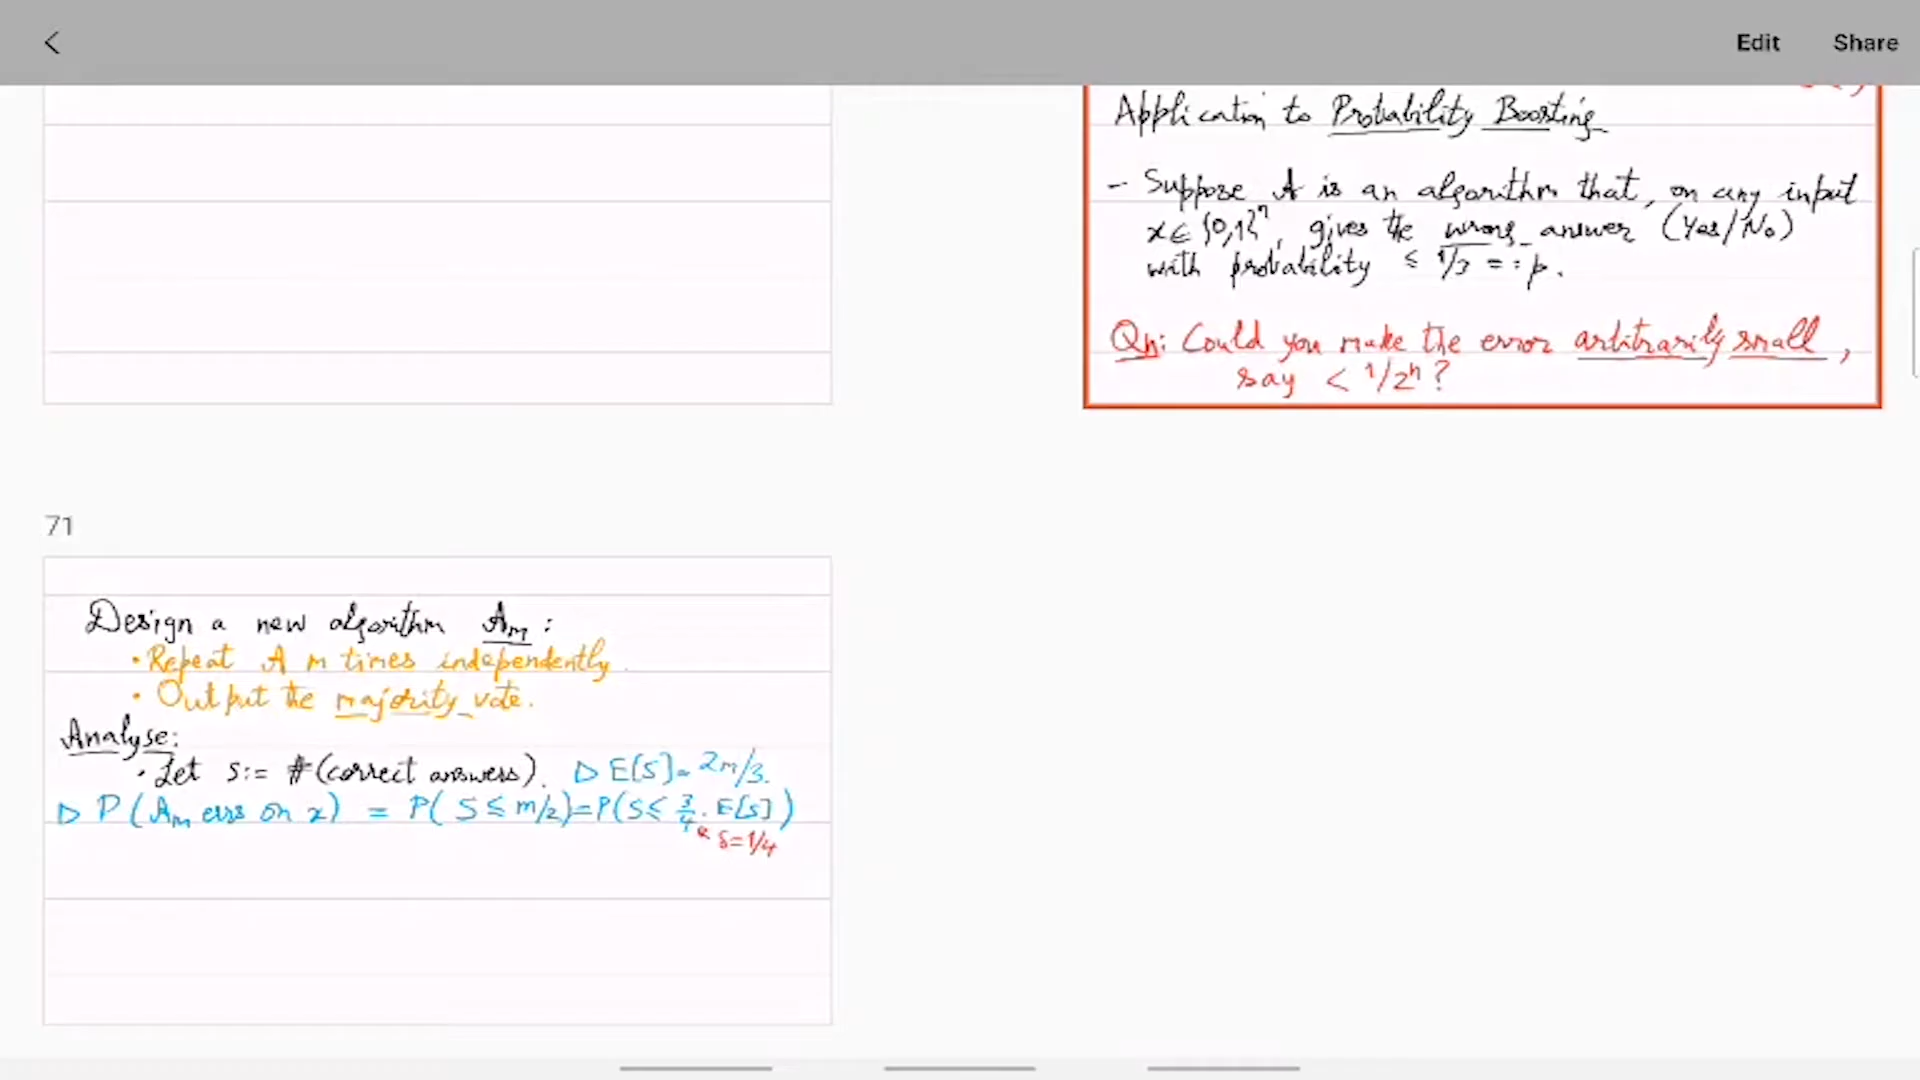 Edit Share
Application to Probability Boosting
- Suppose A is an algorithm that, on any input
x∈{0,1}ⁿ, gives the wrong answer (Yes/No)
with probability ≤ 1/3 =: p.
Qn: Could you make the error arbitrarily small,
say < 1/2ⁿ?
71
Design a new algorithm Aₘ:
• Repeat A m times independently.
• Output the majority vote.
Analyse:
• Let S:= #(correct answers). ▷ E[S]= 2m/3.
▷ P(Aₘ errs on x) = P(S≤m/2)=P(S≤ 3/4·E[S])
δ=1/4